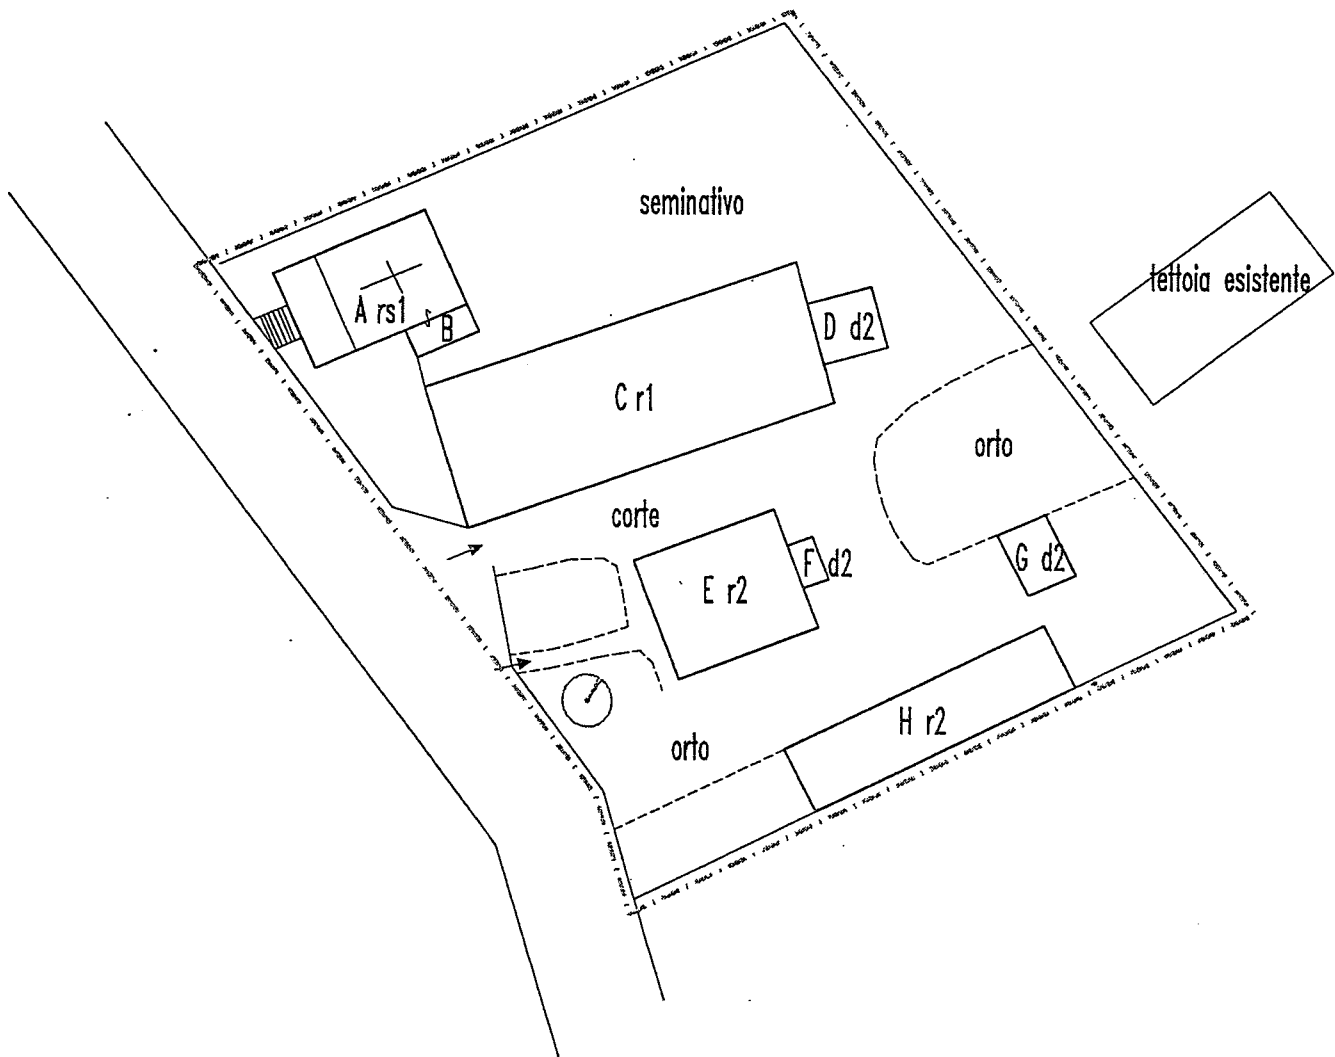 seminativo
tettoia esistente
A rs1
B
D d2
C r1
orto
corte
E r2
F d2
G d2
H r2
orto